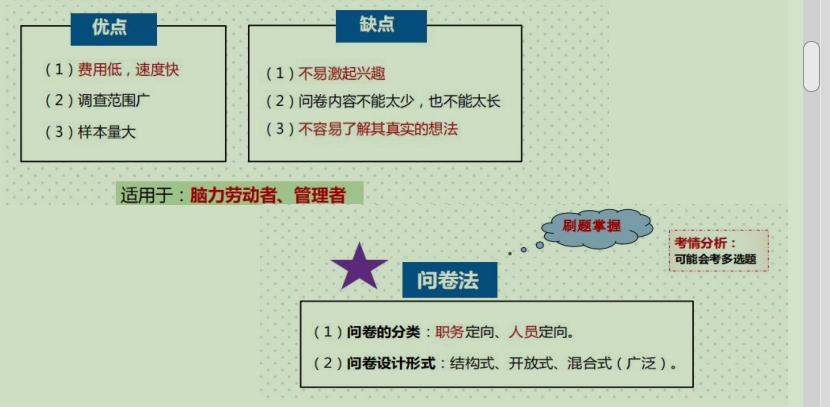 优点
（1）费用低，速度快
（2）调查范围广
（3）样本量大
缺点
（1）不易激起兴趣
（2）问卷内容不能太少，也不能太长
（3）不容易了解其真实的想法
适用于：脑力劳动者、管理者
刷题掌握
考情分析：
可能会考多选题
问卷法
（1）问卷的分类：职务定向、人员定向。
（2）问卷设计形式：结构式、开放式、混合式（广泛）。